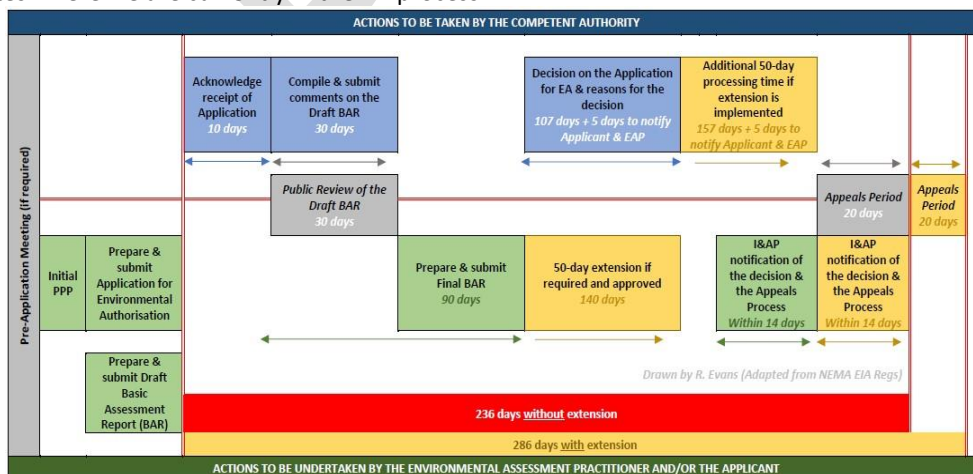 ACTIONS TO BE TAKEN BY THE COMPETENT AUTHORITY
Pre-Application Meeting (if required)
Acknowledge
receipt of
Application
10 days
Compile & submit
comments on the
Draft BAR
30 days
Decision on the Application
for EA & reasons for the
decision
107 days + 5 days to notify
Applicant & EAP
Additional 50-day
processing time if
extension is
implemented
157 days + 5 days to
notify Applicant & EAP
Public Review of the
Draft BAR
30 days
Appeals Period
20 days
Appeals
Period
20 days
Initial
PPP
Prepare &
submit
Application for
Environmental
Authorisation
Prepare & submit
Final BAR
90 days
50-day extension if
required and approved
140 days
I&AP
notification of
the decision &
the Appeals
Process
Within 14 days
I&AP
notification of
the decision &
the Appeals
Process
Within 14 days
Prepare &
submit Draft
Basic
Assessment
Report (BAR)
Drawn by R. Evans (Adapted from NEMA EIA Regs)
236 days without extension
286 days with extension
ACTIONS TO BE UNDERTAKEN BY THE ENVIRONMENTAL ASSESSMENT PRACTITIONER AND/OR THE APPLICANT